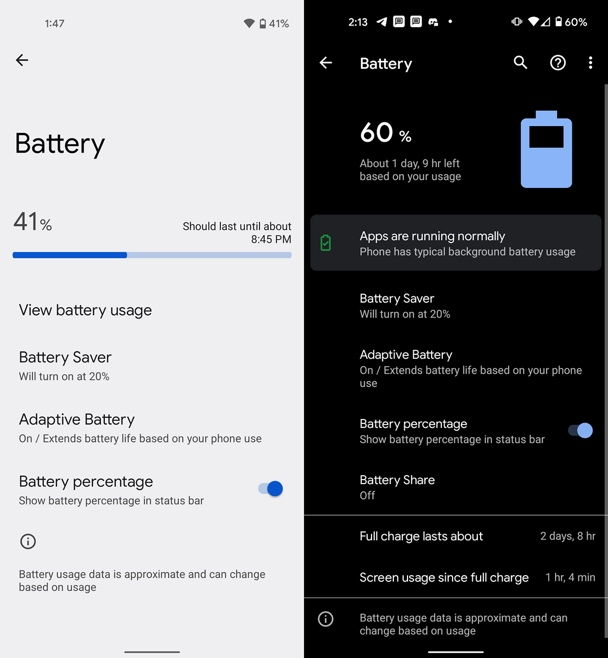 1:47
41%
Battery
41%
Should last until about
8:45 PM
View battery usage
Battery Saver
Will turn on at 20%
Adaptive Battery
On / Extends battery life based on your phone use
Battery percentage
Show battery percentage in status bar
Battery usage data is approximate and can change
based on usage
2:13
60%
Battery
60 %
About 1 day, 9 hr left
based on your usage
Apps are running normally
Phone has typical background battery usage
Battery Saver
Will turn on at 20%
Adaptive Battery
On / Extends battery life based on your phone
use
Battery percentage
Show battery percentage in status bar
Battery Share
Off
Full charge lasts about
2 days, 8 hr
Screen usage since full charge
1 hr, 4 min
Battery usage data is approximate and can
change based on usage